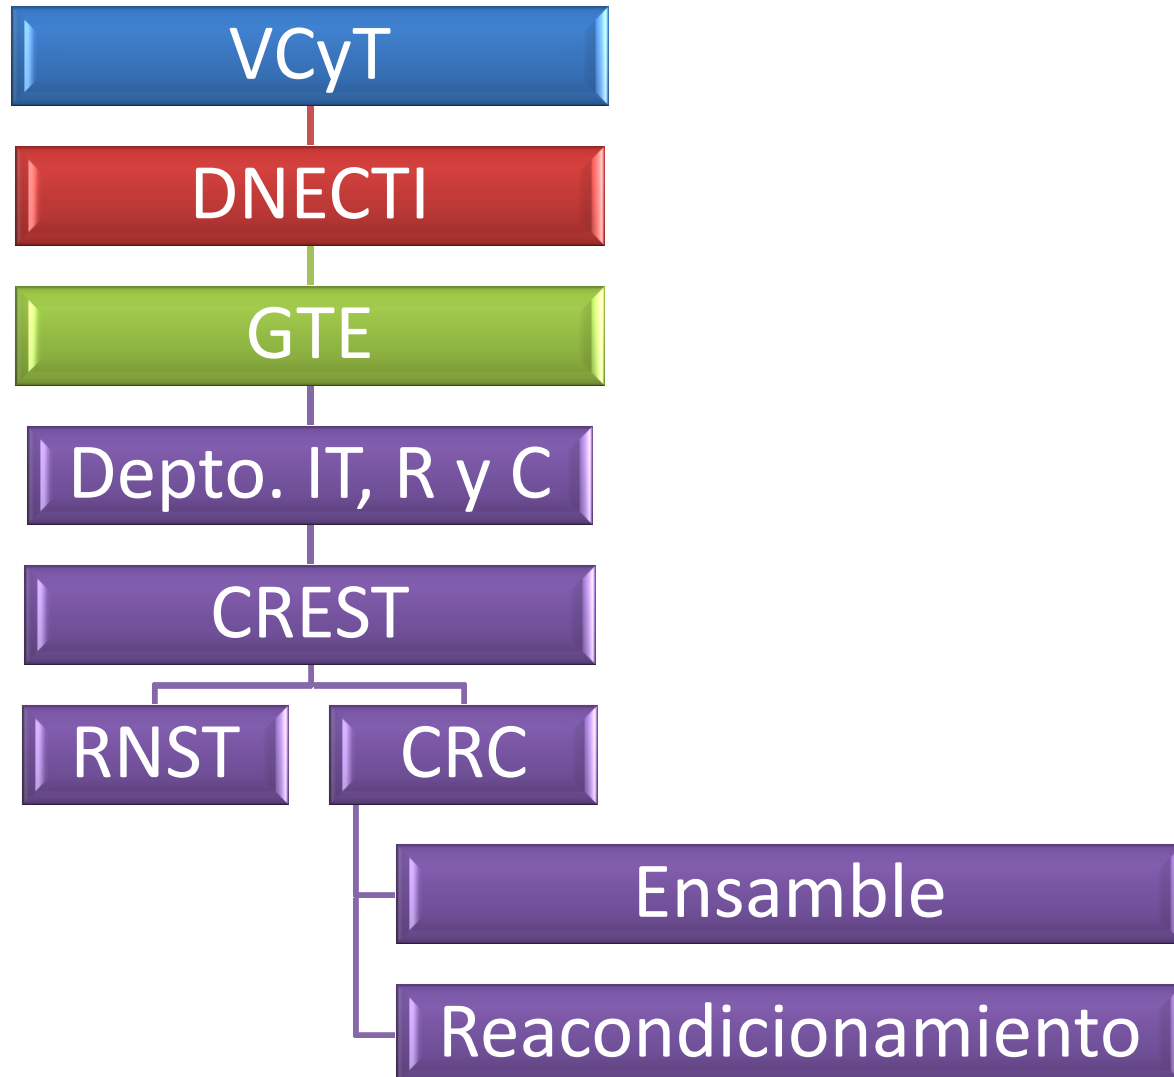 VCyT
DNECTI
GTE
Depto. IT, R y C
CREST
RNST
CRC
Ensamble
Reacondicionamiento